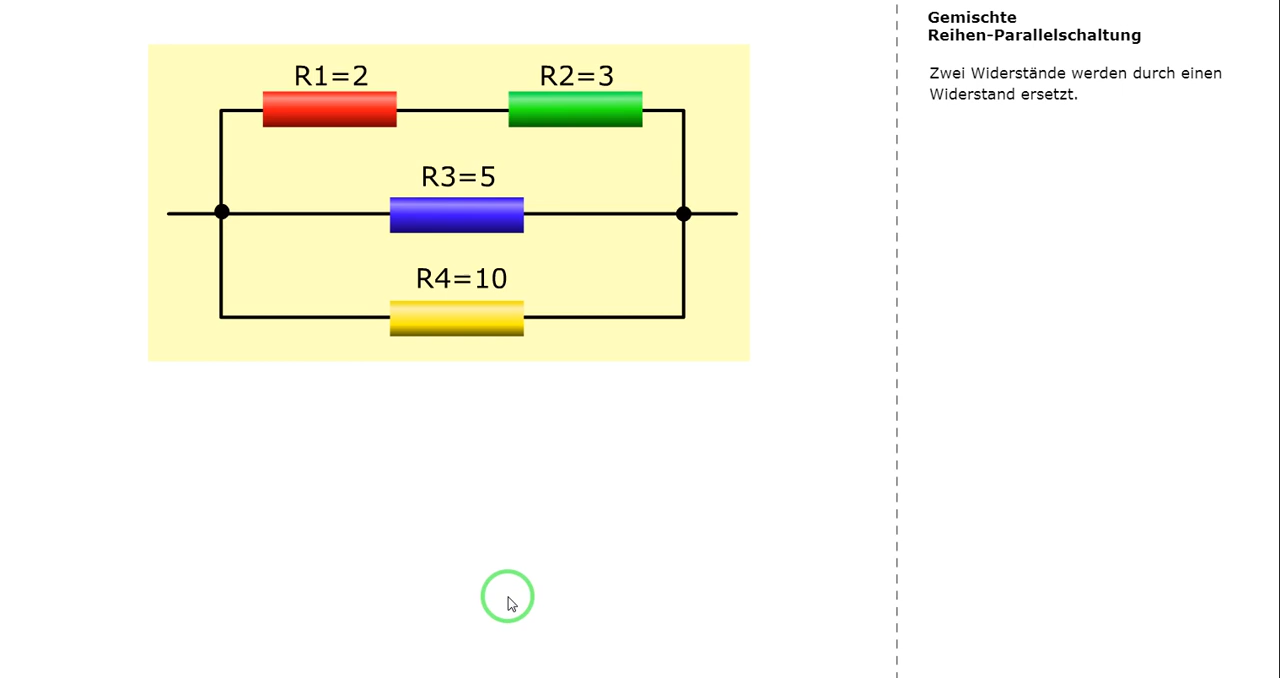 R1=2
R2=3
R3=5
R4=10
Gemischte
Reihen-Parallelschaltung
Zwei Widerstände werden durch einen
Widerstand ersetzt.